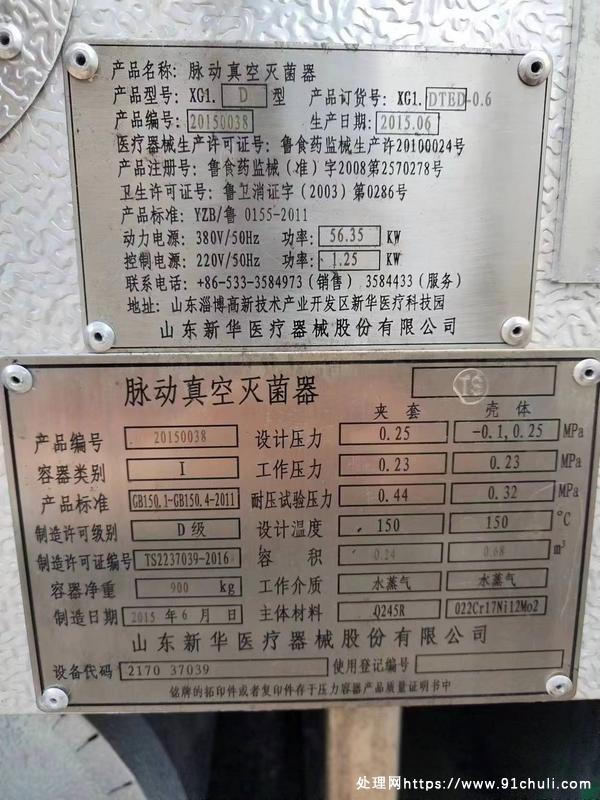 产品名称: 脉动真空灭菌器
产品型号: XG1. D 型 产品订货号: XG1. DTBD-0.6
产品编号: 20150038 生产日期: 2015.06
医疗器械生产许可证号: 鲁食药监械生产许20100024号
产品注册号: 鲁食药监械(准)字2008第2570278号
卫生许可证号: 鲁卫消证字(2003)第0286号
产品标准: YZB/鲁 0155-2011
动力电源: 380V/50Hz 功率: 56.35 KW
控制电源: 220V/50Hz 功率: 1.25 KW
联系电话: +86-533-3584973(销售) 3584433(服务)
地址: 山东淄博高新技术产业开发区新华医疗科技园
山东新华医疗器械股份有限公司
脉动真空灭菌器 TS
夹套 壳体
产品编号 20150038 设计压力 0.25 -0.1,0.25 MPa
容器类别 I 工作压力 0.23 0.23 MPa
产品标准 GB150.1-GB150.4-2011 耐压试验压力 0.44 0.32 MPa
制造许可级别 D级 设计温度 150 150 °C
制造许可证编号 TS2237039-2016 容积 0.24 0.68 m³
容器净重 900 kg 工作介质 水蒸气 水蒸气
制造日期 2015 年 6 月 日 主体材料 Q245R 022Cr17Ni12Mo2
山东新华医疗器械股份有限公司
设备代码 2170 37039 使用登记编号
铭牌的拓印件或者复印件存于压力容器产品质量证明书中
处理网https://www.91chuli.com/